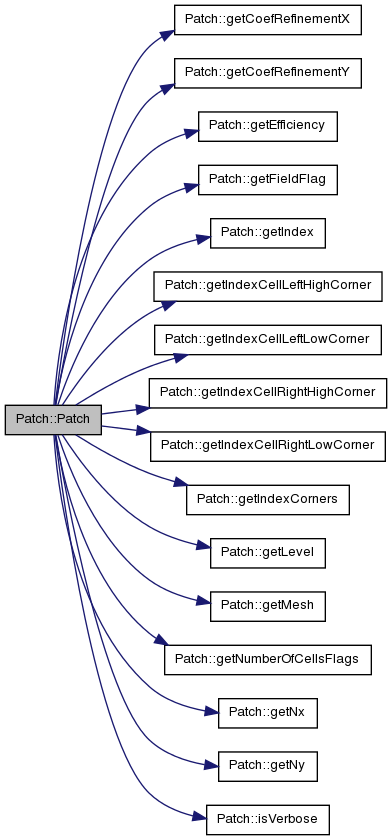 Patch::getCoefRefinementX
Patch::getCoefRefinementY
Patch::getEfficiency
Patch::getFieldFlag
Patch::getIndex
Patch::getIndexCellLeftHighCorner
Patch::getIndexCellLeftLowCorner
Patch::getIndexCellRightHighCorner
Patch::Patch
Patch::getIndexCellRightLowCorner
Patch::getIndexCorners
Patch::getLevel
Patch::getMesh
Patch::getNumberOfCellsFlags
Patch::getNx
Patch::getNy
Patch::isVerbose